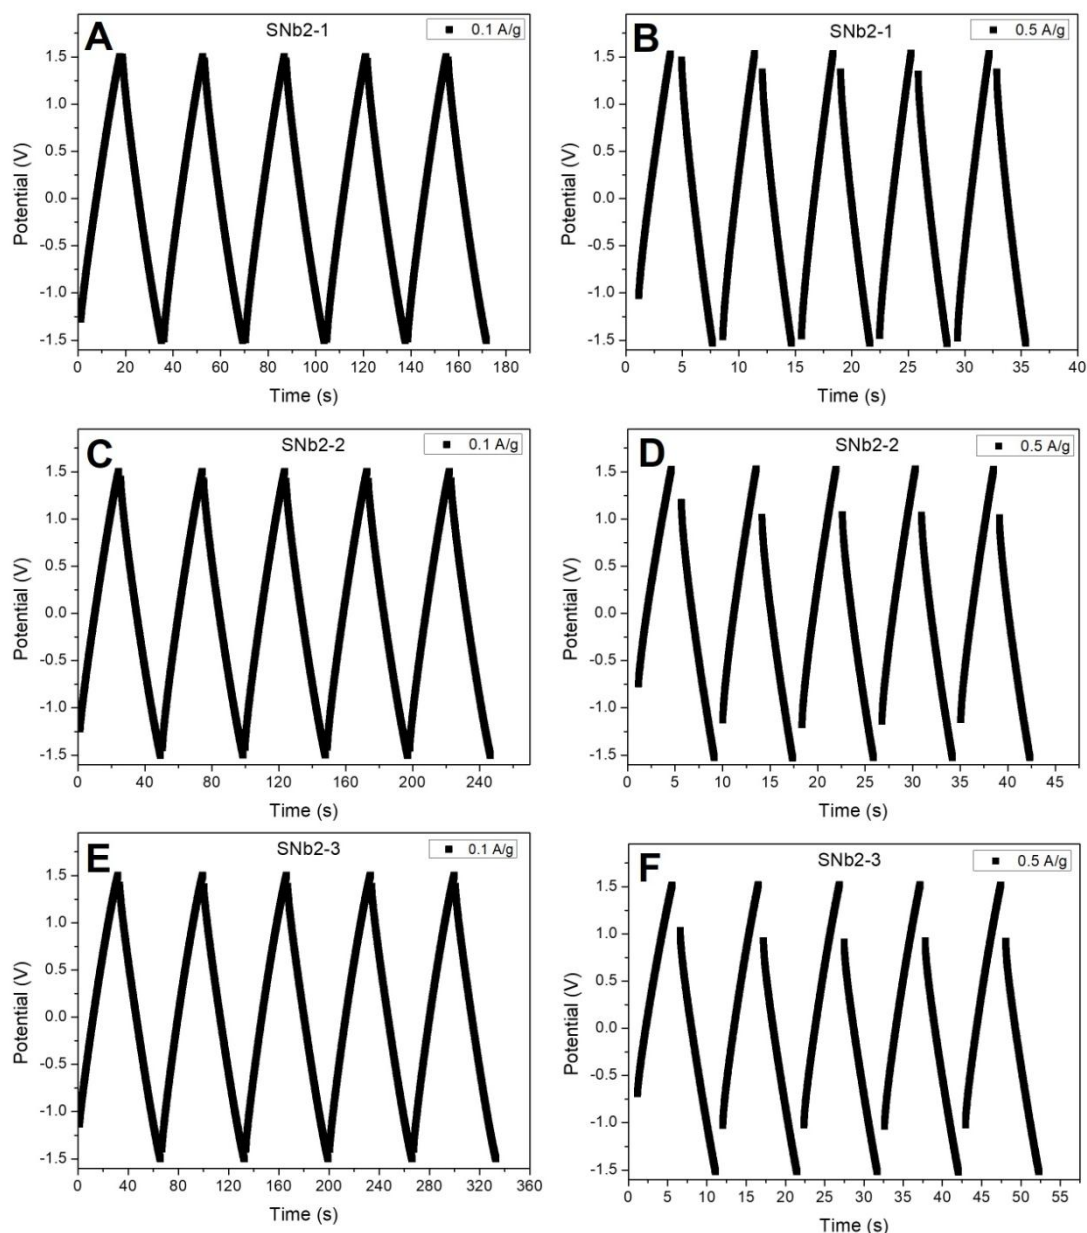 A
SNb2-1
0.1 A/g
1.5
1.0
0.5
0.0
-0.5
-1.0
-1.5
Potential (V)
0 20 40 60 80 100 120 140 160 180
Time (s)
B
SNb2-1
0.5 A/g
1.5
1.0
0.5
0.0
-0.5
-1.0
-1.5
Potential (V)
0 5 10 15 20 25 30 35 40
Time (s)
C
SNb2-2
0.1 A/g
1.5
1.0
0.5
0.0
-0.5
-1.0
-1.5
Potential (V)
0 40 80 120 160 200 240
Time (s)
D
SNb2-2
0.5 A/g
1.5
1.0
0.5
0.0
-0.5
-1.0
-1.5
Potential (V)
0 5 10 15 20 25 30 35 40 45
Time (s)
E
SNb2-3
0.1 A/g
1.5
1.0
0.5
0.0
-0.5
-1.0
-1.5
Potential (V)
0 40 80 120 160 200 240 280 320 360
Time (s)
F
SNb2-3
0.5 A/g
1.5
1.0
0.5
0.0
-0.5
-1.0
-1.5
Potential (V)
0 5 10 15 20 25 30 35 40 45 50 55
Time (s)